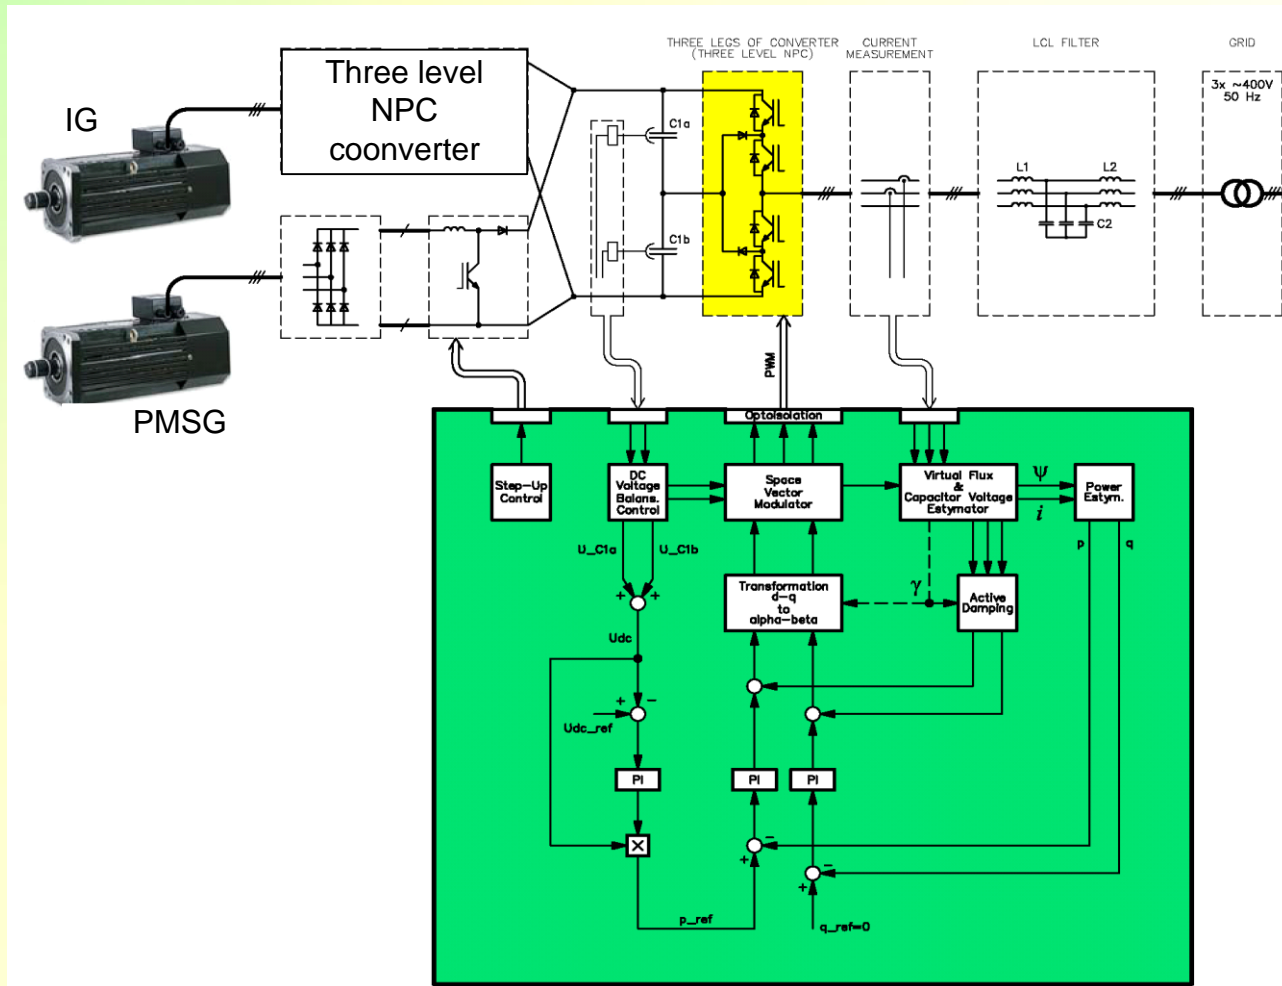 THREE LEGS OF CONVERTER
(THREE LEVEL NPC)
CURRENT
MEASUREMENT
LCL FILTER
GRID
Three level
NPC
coonverter
IG
3x ~400V
50 Hz
C1a
L1
L2
C2
C1b
PMSG
PWM
Optoisolation
Step-Up
Control
DC
Voltage
Balans.
Control
Space
Vector
Modulator
Virtual Flux
&
Capacitor Voltage
Estymator
ψ
i
Power
Estym.
U_C1a
U_C1b
p
q
Transformation
d-q
to
alpha-beta
γ
Active
Damping
+
+
Udc
+
−
Udc_ref
PI
PI
PI
X
−
+
−
+
p_ref
q_ref=0